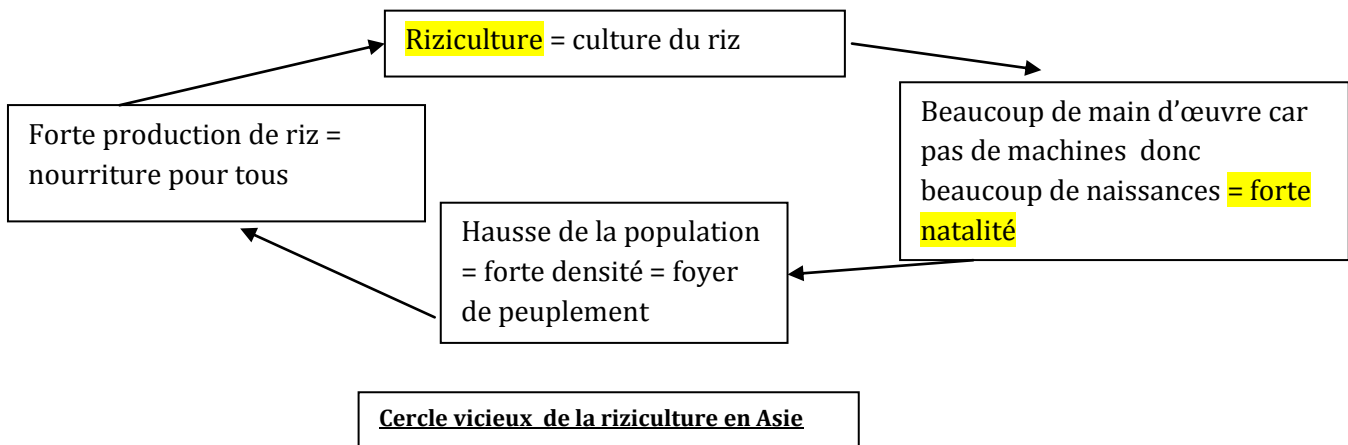 Riziculture = culture du riz
Forte production de riz =
nourriture pour tous
Beaucoup de main d’œuvre car
pas de machines  donc
beaucoup de naissances = forte
natalité
Hausse de la population
= forte densité = foyer
de peuplement
Cercle vicieux  de la riziculture en Asie